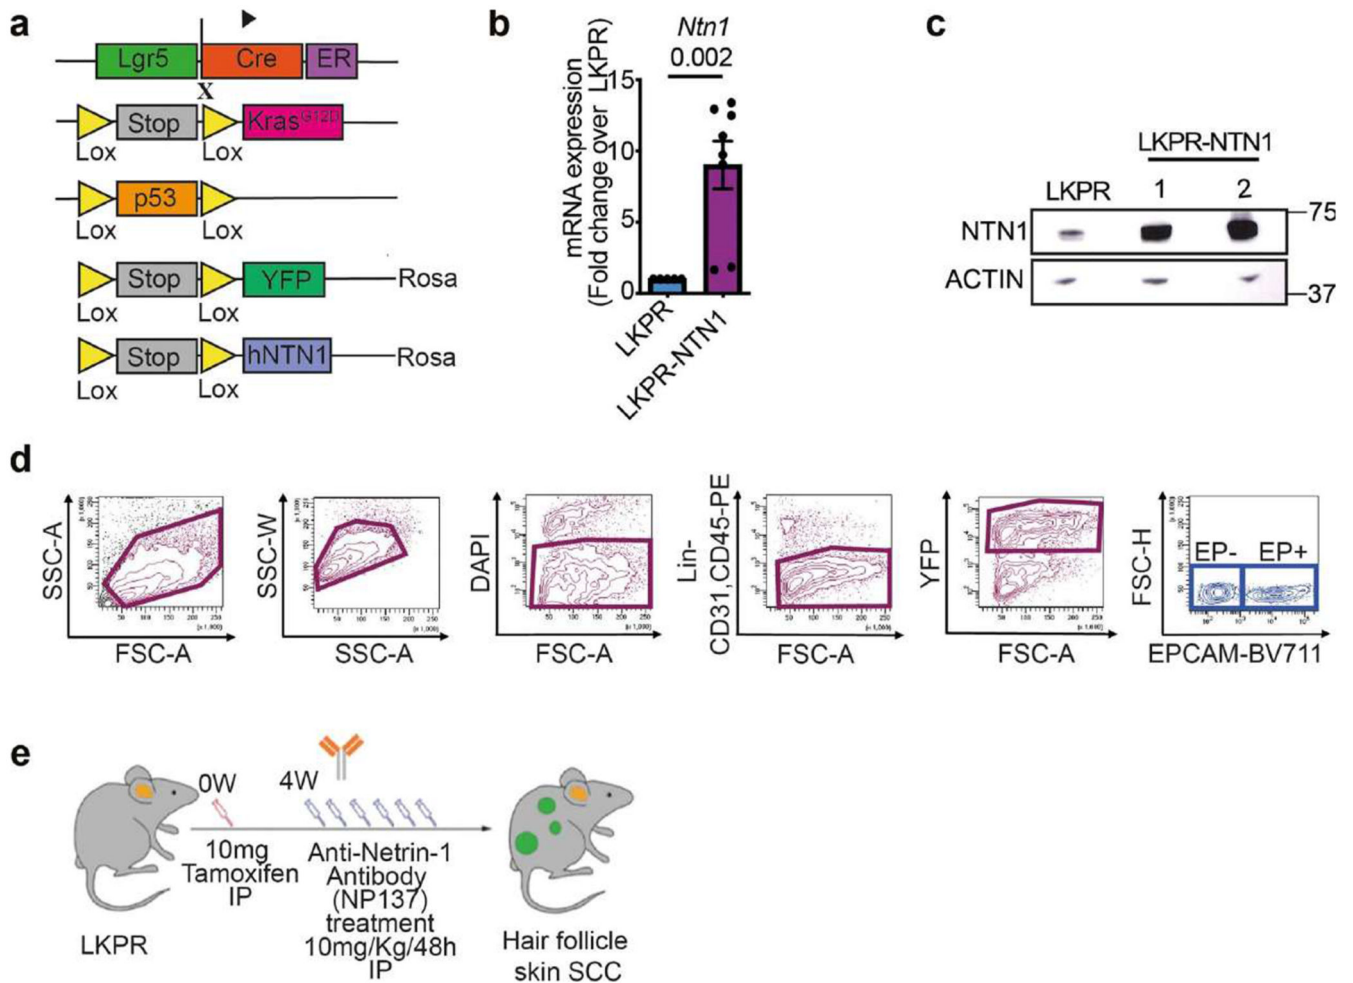 a
Lgr5 Cre ER
X
Stop Kras^G12D
Lox Lox
p53
Lox Lox
Stop YFP Rosa
Lox Lox
Stop hNTN1 Rosa
Lox Lox
b
Ntn1
0.002
mRNA expression
(Fold change over LKPR)
15
10
5
0
LKPR
LKPR-NTN1
c
LKPR-NTN1
LKPR 1 2
NTN1 75
ACTIN 37
d
SSC-A
FSC-A
SSC-W
SSC-A
DAPI
FSC-A
Lin-
CD31,CD45-PE
FSC-A
YFP
FSC-A
FSC-H
EP- EP+
EPCAM-BV711
e
0W 4W
10mg
Tamoxifen
IP
Anti-Netrin-1
Antibody
(NP137)
treatment
10mg/Kg/48h
IP
LKPR
Hair follicle
skin SCC